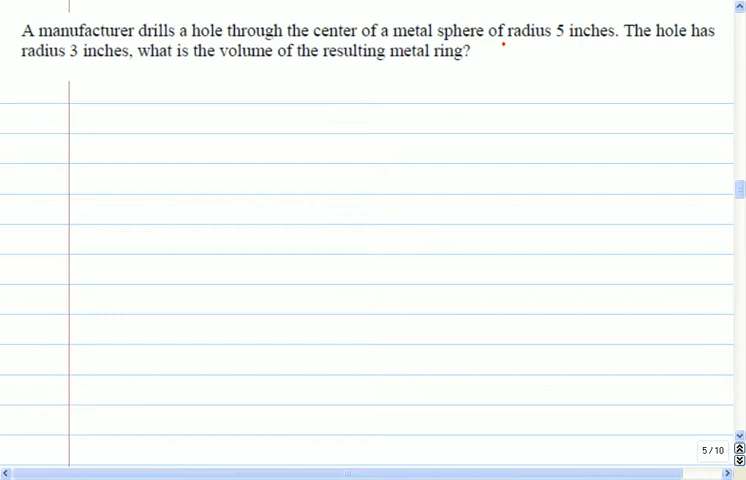 A manufacturer drills a hole through the center of a metal sphere of radius 5 inches. The hole has
radius 3 inches, what is the volume of the resulting metal ring?
5 / 10